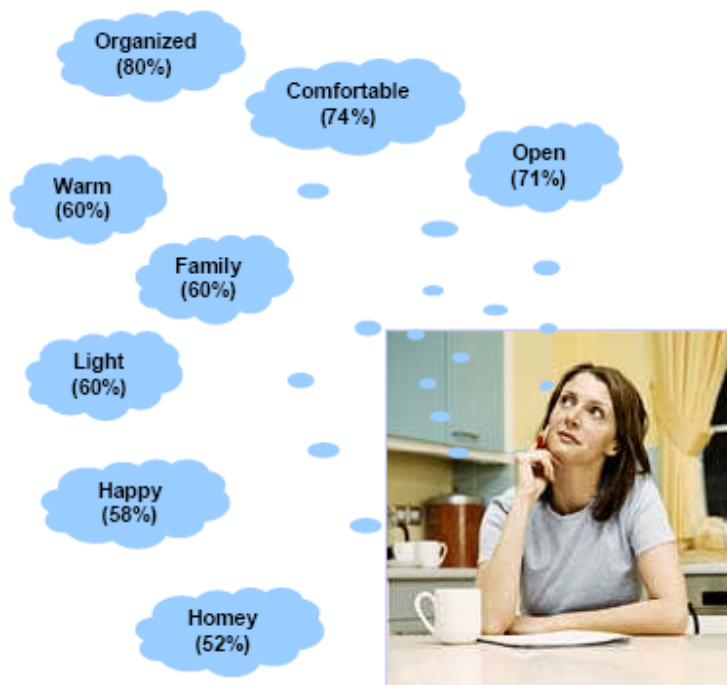 Organized
(80%)
Comfortable
(74%)
Open
(71%)
Warm
(60%)
Family
(60%)
Light
(60%)
Happy
(58%)
Homey
(52%)